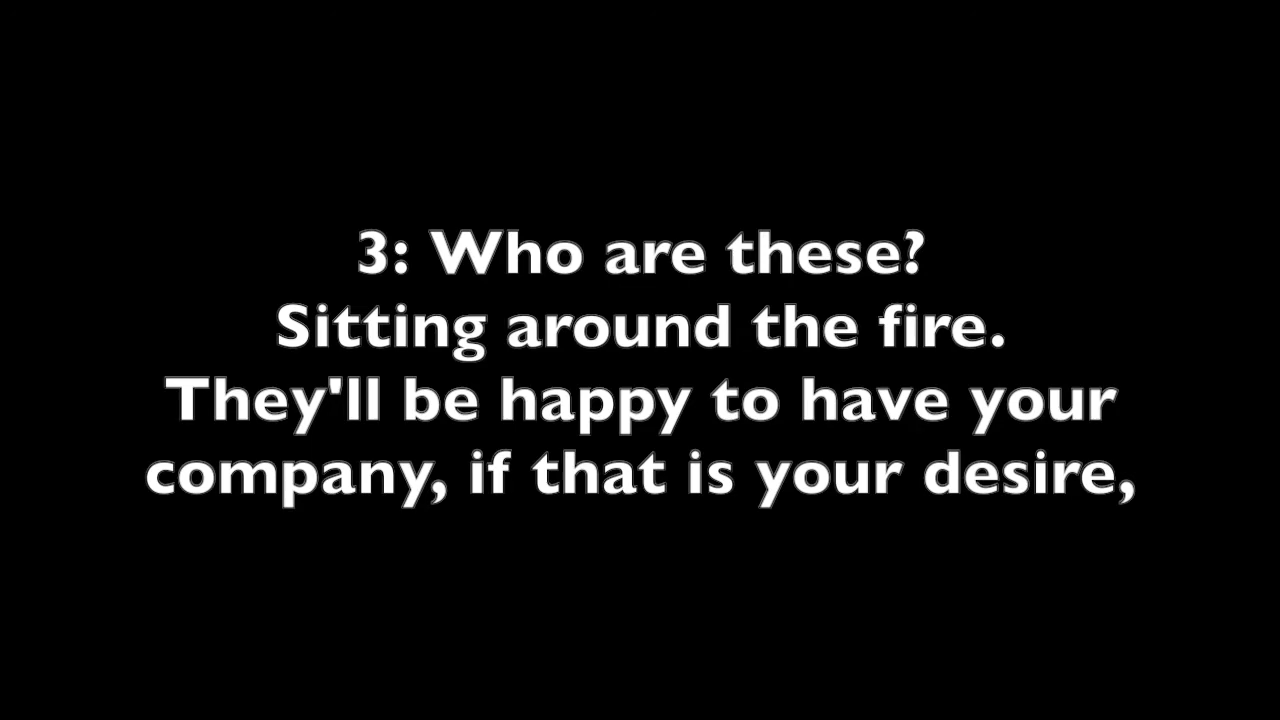 3: Who are these?
Sitting around the fire.
They'll be happy to have your
company, if that is your desire,